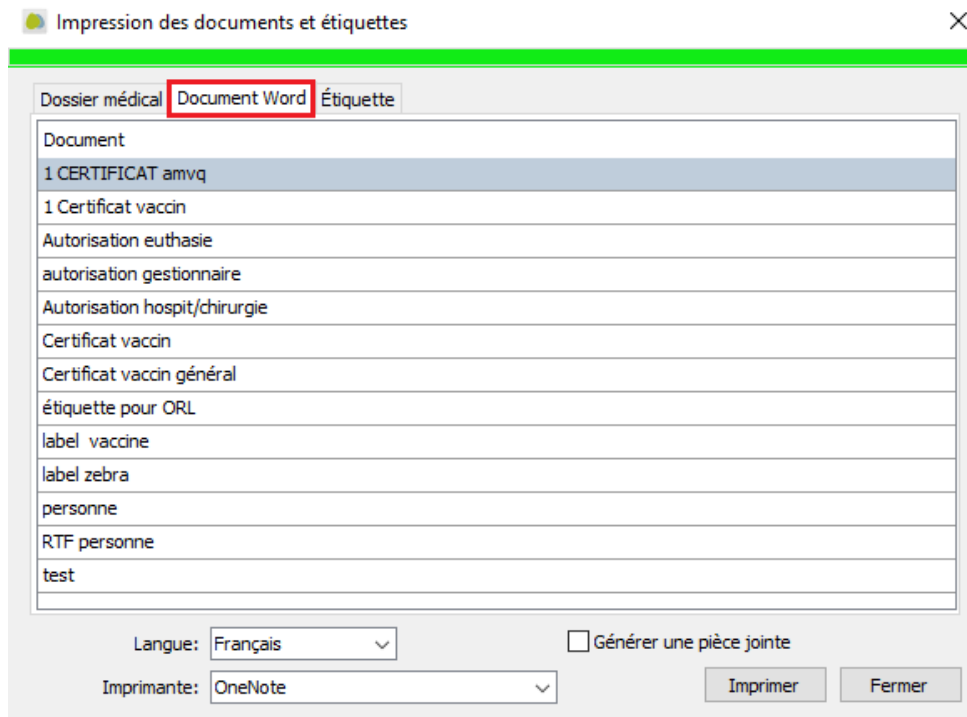 Impression des documents et étiquettes
Dossier médical Document Word Étiquette
Document
1 CERTIFICAT amvq
1 Certificat vaccin
Autorisation euthasie
autorisation gestionnaire
Autorisation hospit/chirurgie
Certificat vaccin
Certificat vaccin général
étiquette pour ORL
label vaccine
label zebra
personne
RTF personne
test
Langue: Français Générer une pièce jointe
Imprimante: OneNote Imprimer Fermer